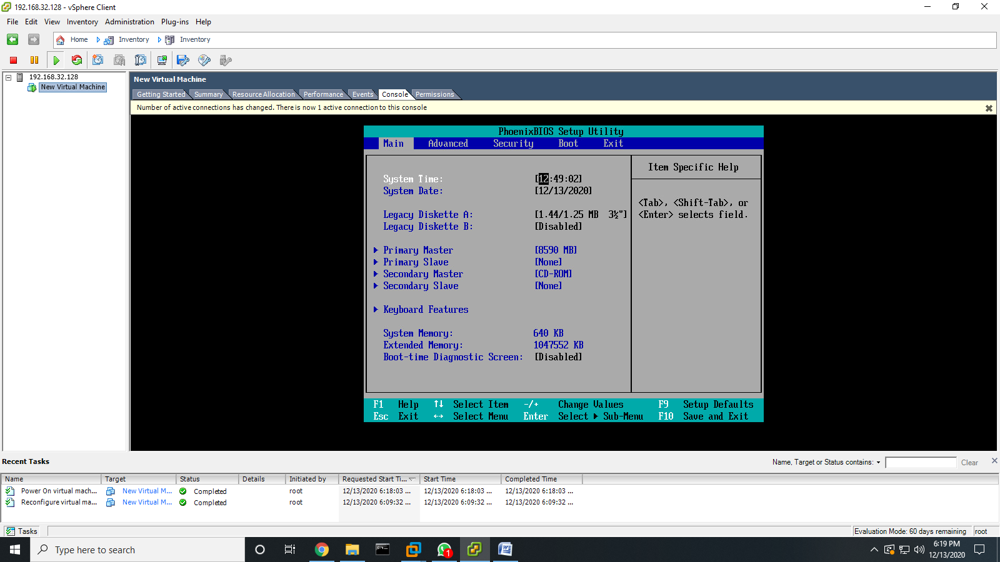 192.168.32.128 - vSphere Client
File Edit View Inventory Administration Plug-ins Help
Home Inventory Inventory
192.168.32.128
New Virtual Machine
New Virtual Machine
Getting Started Summary Resource Allocation Performance Events Console Permissions
Number of active connections has changed. There is now 1 active connection to this console
PhoenixBIOS Setup Utility
Main Advanced Security Boot Exit
Item Specific Help
System Time: [12:49:02]
System Date: [12/13/2020]
<Tab>, <Shift-Tab>, or
<Enter> selects field.
Legacy Diskette A: [1.44/1.25 MB 3½"]
Legacy Diskette B: [Disabled]
Primary Master [8590 MB]
Primary Slave [None]
Secondary Master [CD-ROM]
Secondary Slave [None]
Keyboard Features
System Memory: 640 KB
Extended Memory: 1047552 KB
Boot-time Diagnostic Screen: [Disabled]
F1 Help ↑↓ Select Item -/+ Change Values F9 Setup Defaults
Esc Exit ↔ Select Menu Enter Select ▶ Sub-Menu F10 Save and Exit
Recent Tasks
Name, Target or Status contains: Clear
Name Target Status Details Initiated by Requested Start Ti... Start Time Completed Time
Power On virtual mach... New Virtual M... Completed root 12/13/2020 6:18:03 ... 12/13/2020 6:18:03 ... 12/13/2020 6:18:03 ...
Reconfigure virtual ma... New Virtual M... Completed root 12/13/2020 6:09:32 ... 12/13/2020 6:09:32 ... 12/13/2020 6:09:32 ...
Tasks
Evaluation Mode: 60 days remaining root
Type here to search
1
6:19 PM
12/13/2020